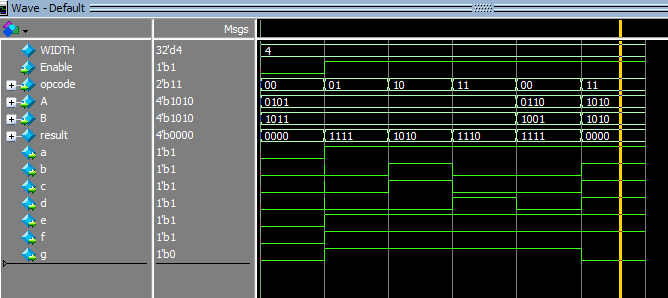 Wave - Default
Msgs
WIDTH 32'd4 4
Enable 1'b1
opcode 2'b11 00 01 10 11 00 11
A 4'b1010 0101 0110 1010
B 4'b1010 1011 1001 1010
result 4'b0000 0000 1111 1010 1110 1111 0000
a 1'b1
b 1'b1
c 1'b1
d 1'b1
e 1'b1
f 1'b1
g 1'b0